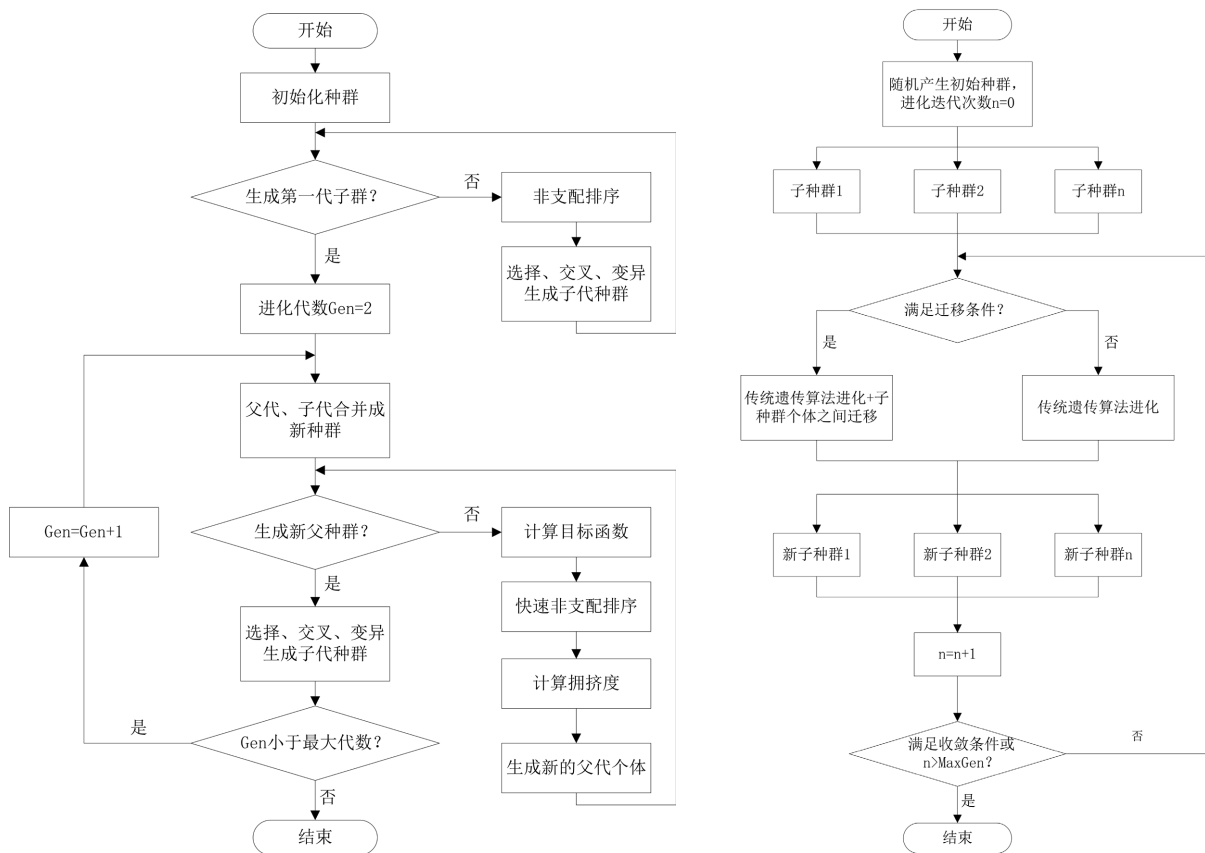 开始
初始化种群
生成第一代子群?
否
非支配排序
选择、交叉、变异
生成子代种群
是
进化代数Gen=2
父代、子代合并成
新种群
生成新父种群?
否
计算目标函数
快速非支配排序
计算拥挤度
生成新的父代个体
是
选择、交叉、变异
生成子代种群
Gen小于最大代数?
是
Gen=Gen+1
否
结束
开始
随机产生初始种群，
进化迭代次数n=0
子种群1
子种群2
子种群n
满足迁移条件?
是
否
传统遗传算法进化+子
种群个体之间迁移
传统遗传算法进化
新子种群1
新子种群2
新子种群n
n=n+1
满足收敛条件或
n>MaxGen?
否
是
结束